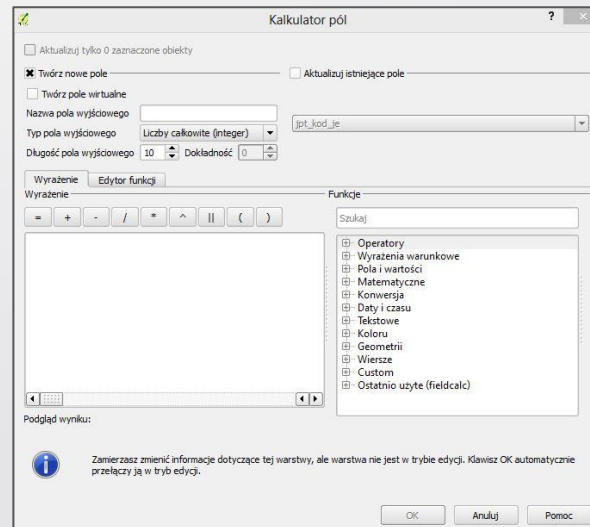 Kalkulator pól
?
Aktualizuj tylko 0 zaznaczone obiekty
Twórz nowe pole
Aktualizuj istniejące pole
Twórz pole wirtualne
Nazwa pola wyjściowego
Typ pola wyjściowego Liczby całkowite (integer)
jpt_kod_je
Długość pola wyjściowego 10 Dokładność 0
Wyrażenie Edytor funkcji
Wyrażenie
Funkcje
= + - / * ^ || ( )
Szukaj
Operatory
Wyrażenia warunkowe
Pola i wartości
Matematyczne
Konwersja
Daty i czasu
Tekstowe
Koloru
Geometrii
Wiersze
Custom
Ostatnio użyte (fieldcalc)
Podgląd wyniku:
Zamierzasz zmienić informacje dotyczące tej warstwy, ale warstwa nie jest w trybie edycji. Klawisz OK automatycznie
przełączy ją w tryb edycji.
OK Anuluj Pomoc